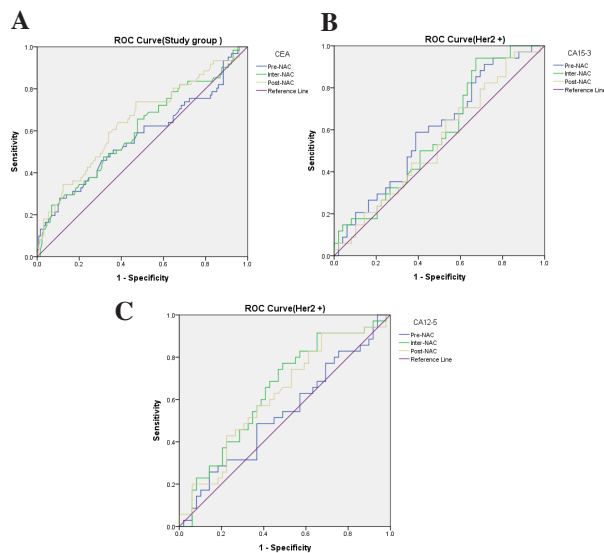 A
ROC Curve(Study group )
CEA
Pre-NAC
Inter-NAC
Post-NAC
Reference Line
Sensitivity
1.0
0.8
0.6
0.4
0.2
0.0
0.0 0.2 0.4 0.6 0.8 1.0
1 - Specificity
B
ROC Curve(Her2 +)
CA15-3
Pre-NAC
Inter-NAC
Post-NAC
Reference Line
Sensitivity
1.0
0.8
0.6
0.4
0.2
0.0
0.0 0.2 0.4 0.6 0.8 1.0
1 - Specificity
C
ROC Curve(Her2 +)
CA12-5
Pre-NAC
Inter-NAC
Post-NAC
Reference Line
Sensitivity
1.0
0.8
0.6
0.4
0.2
0.0
0.0 0.2 0.4 0.6 0.8 1.0
1 - Specificity